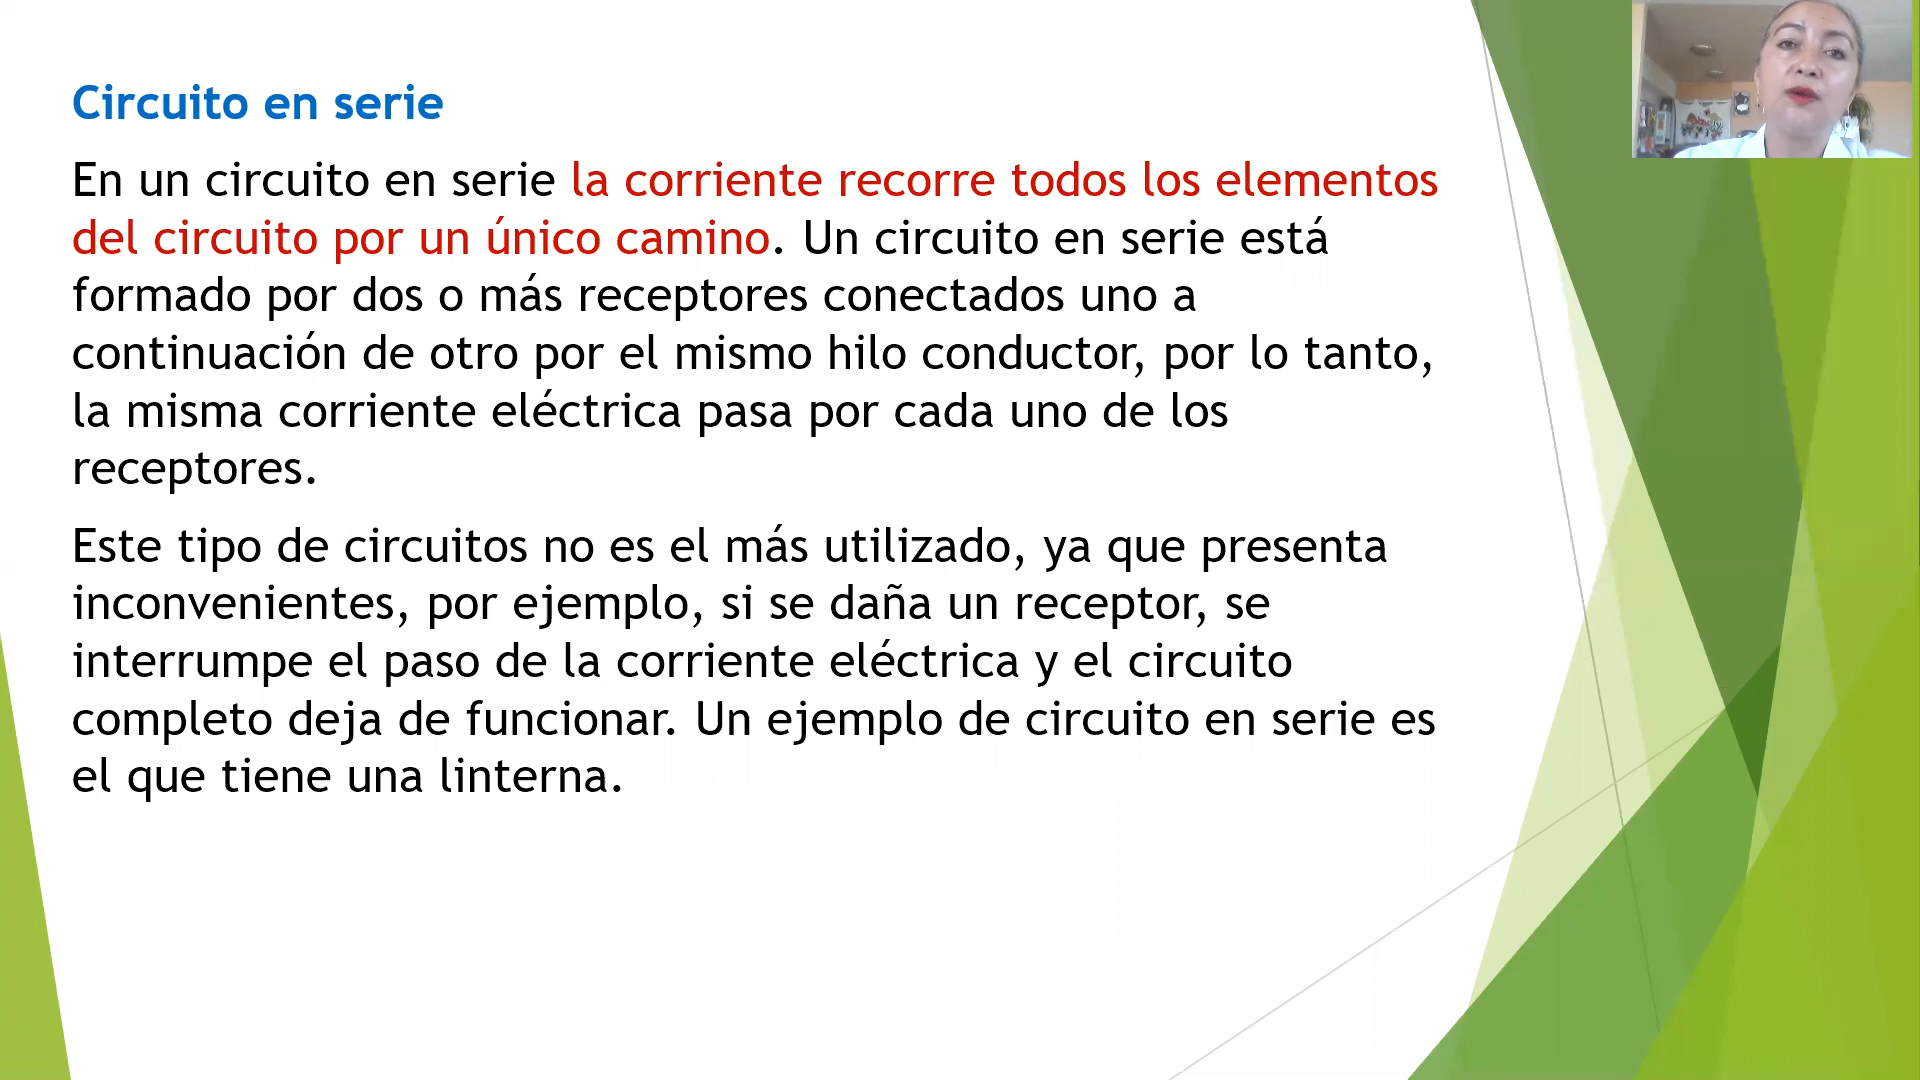 Circuito en serie
En un circuito en serie la corriente recorre todos los elementos
del circuito por un único camino. Un circuito en serie está
formado por dos o más receptores conectados uno a
continuación de otro por el mismo hilo conductor, por lo tanto,
la misma corriente eléctrica pasa por cada uno de los
receptores.
Este tipo de circuitos no es el más utilizado, ya que presenta
inconvenientes, por ejemplo, si se daña un receptor, se
interrumpe el paso de la corriente eléctrica y el circuito
completo deja de funcionar. Un ejemplo de circuito en serie es
el que tiene una linterna.